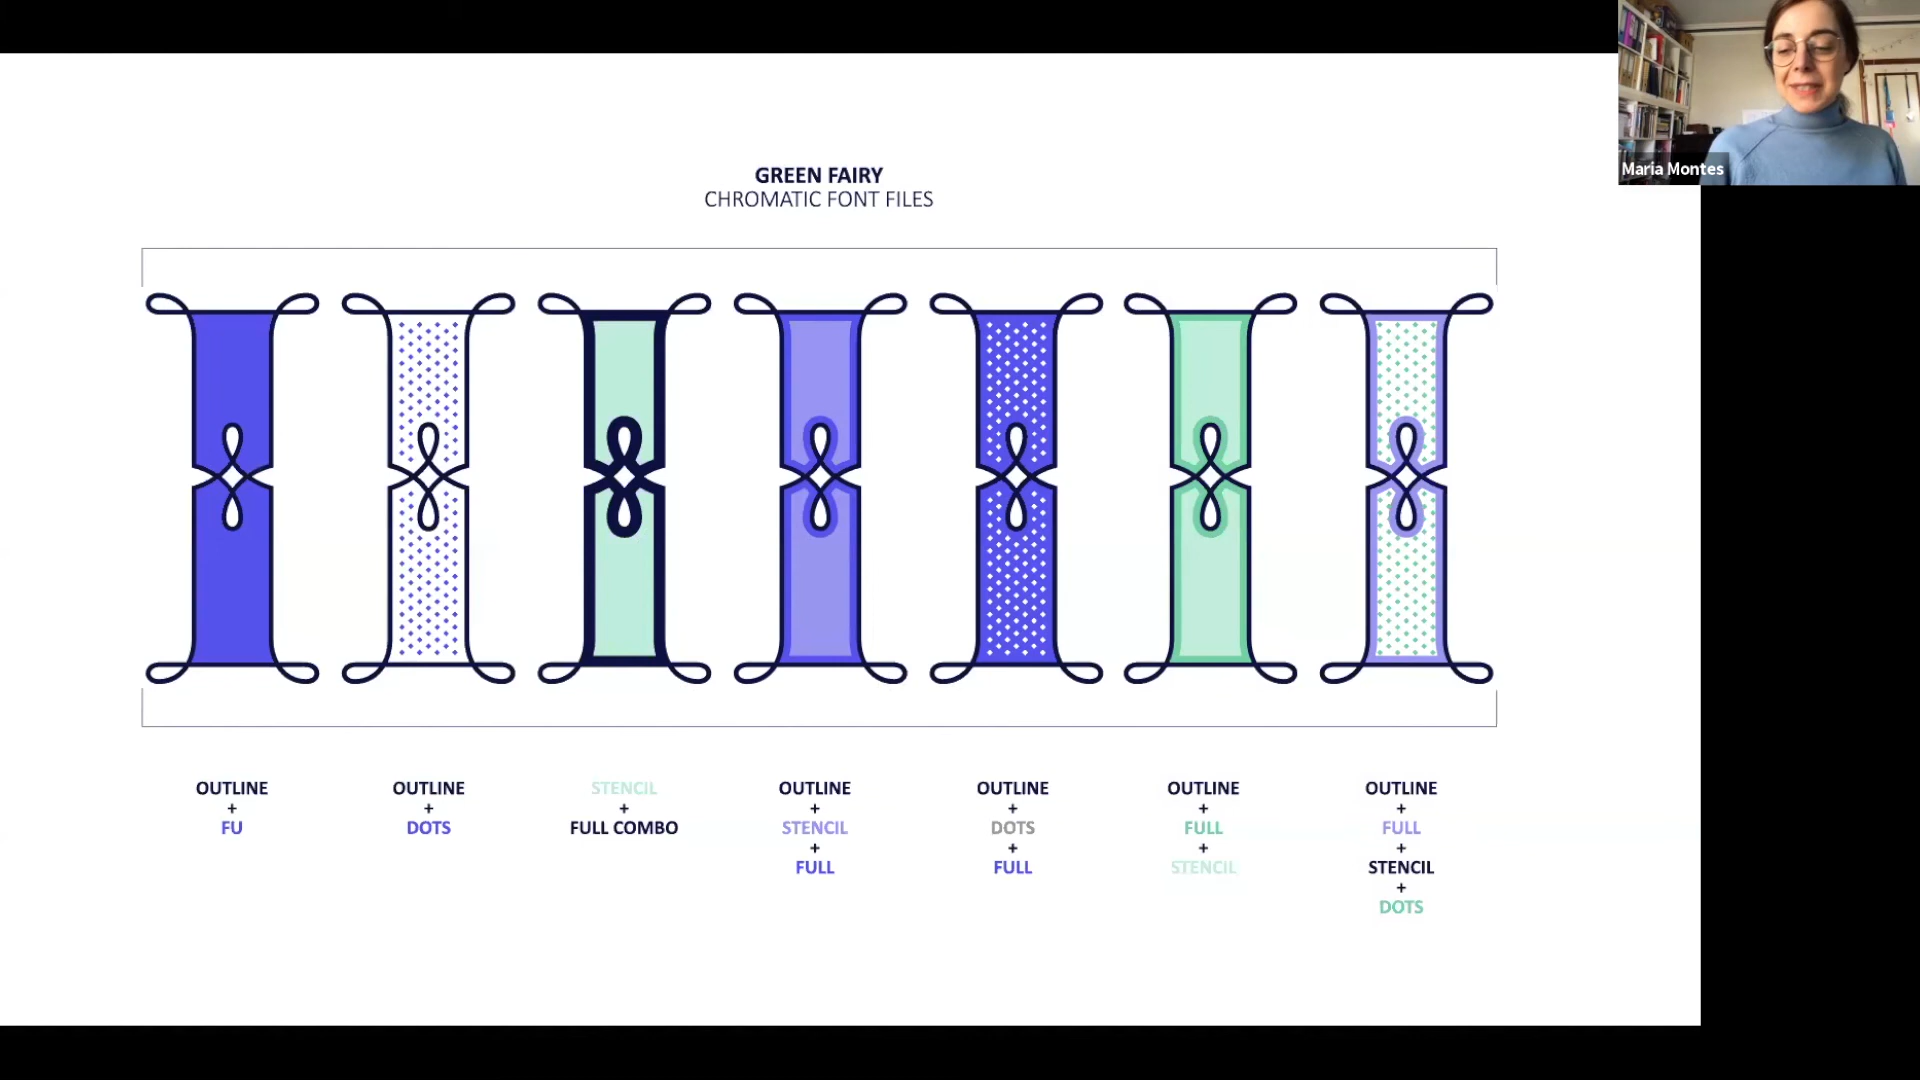 GREEN FAIRY
CHROMATIC FONT FILES
Maria Montes
OUTLINE
+
FU
OUTLINE
+
DOTS
STENCIL
+
FULL COMBO
OUTLINE
+
STENCIL
+
FULL
OUTLINE
+
DOTS
+
FULL
OUTLINE
+
FULL
+
STENCIL
OUTLINE
+
FULL
+
STENCIL
+
DOTS